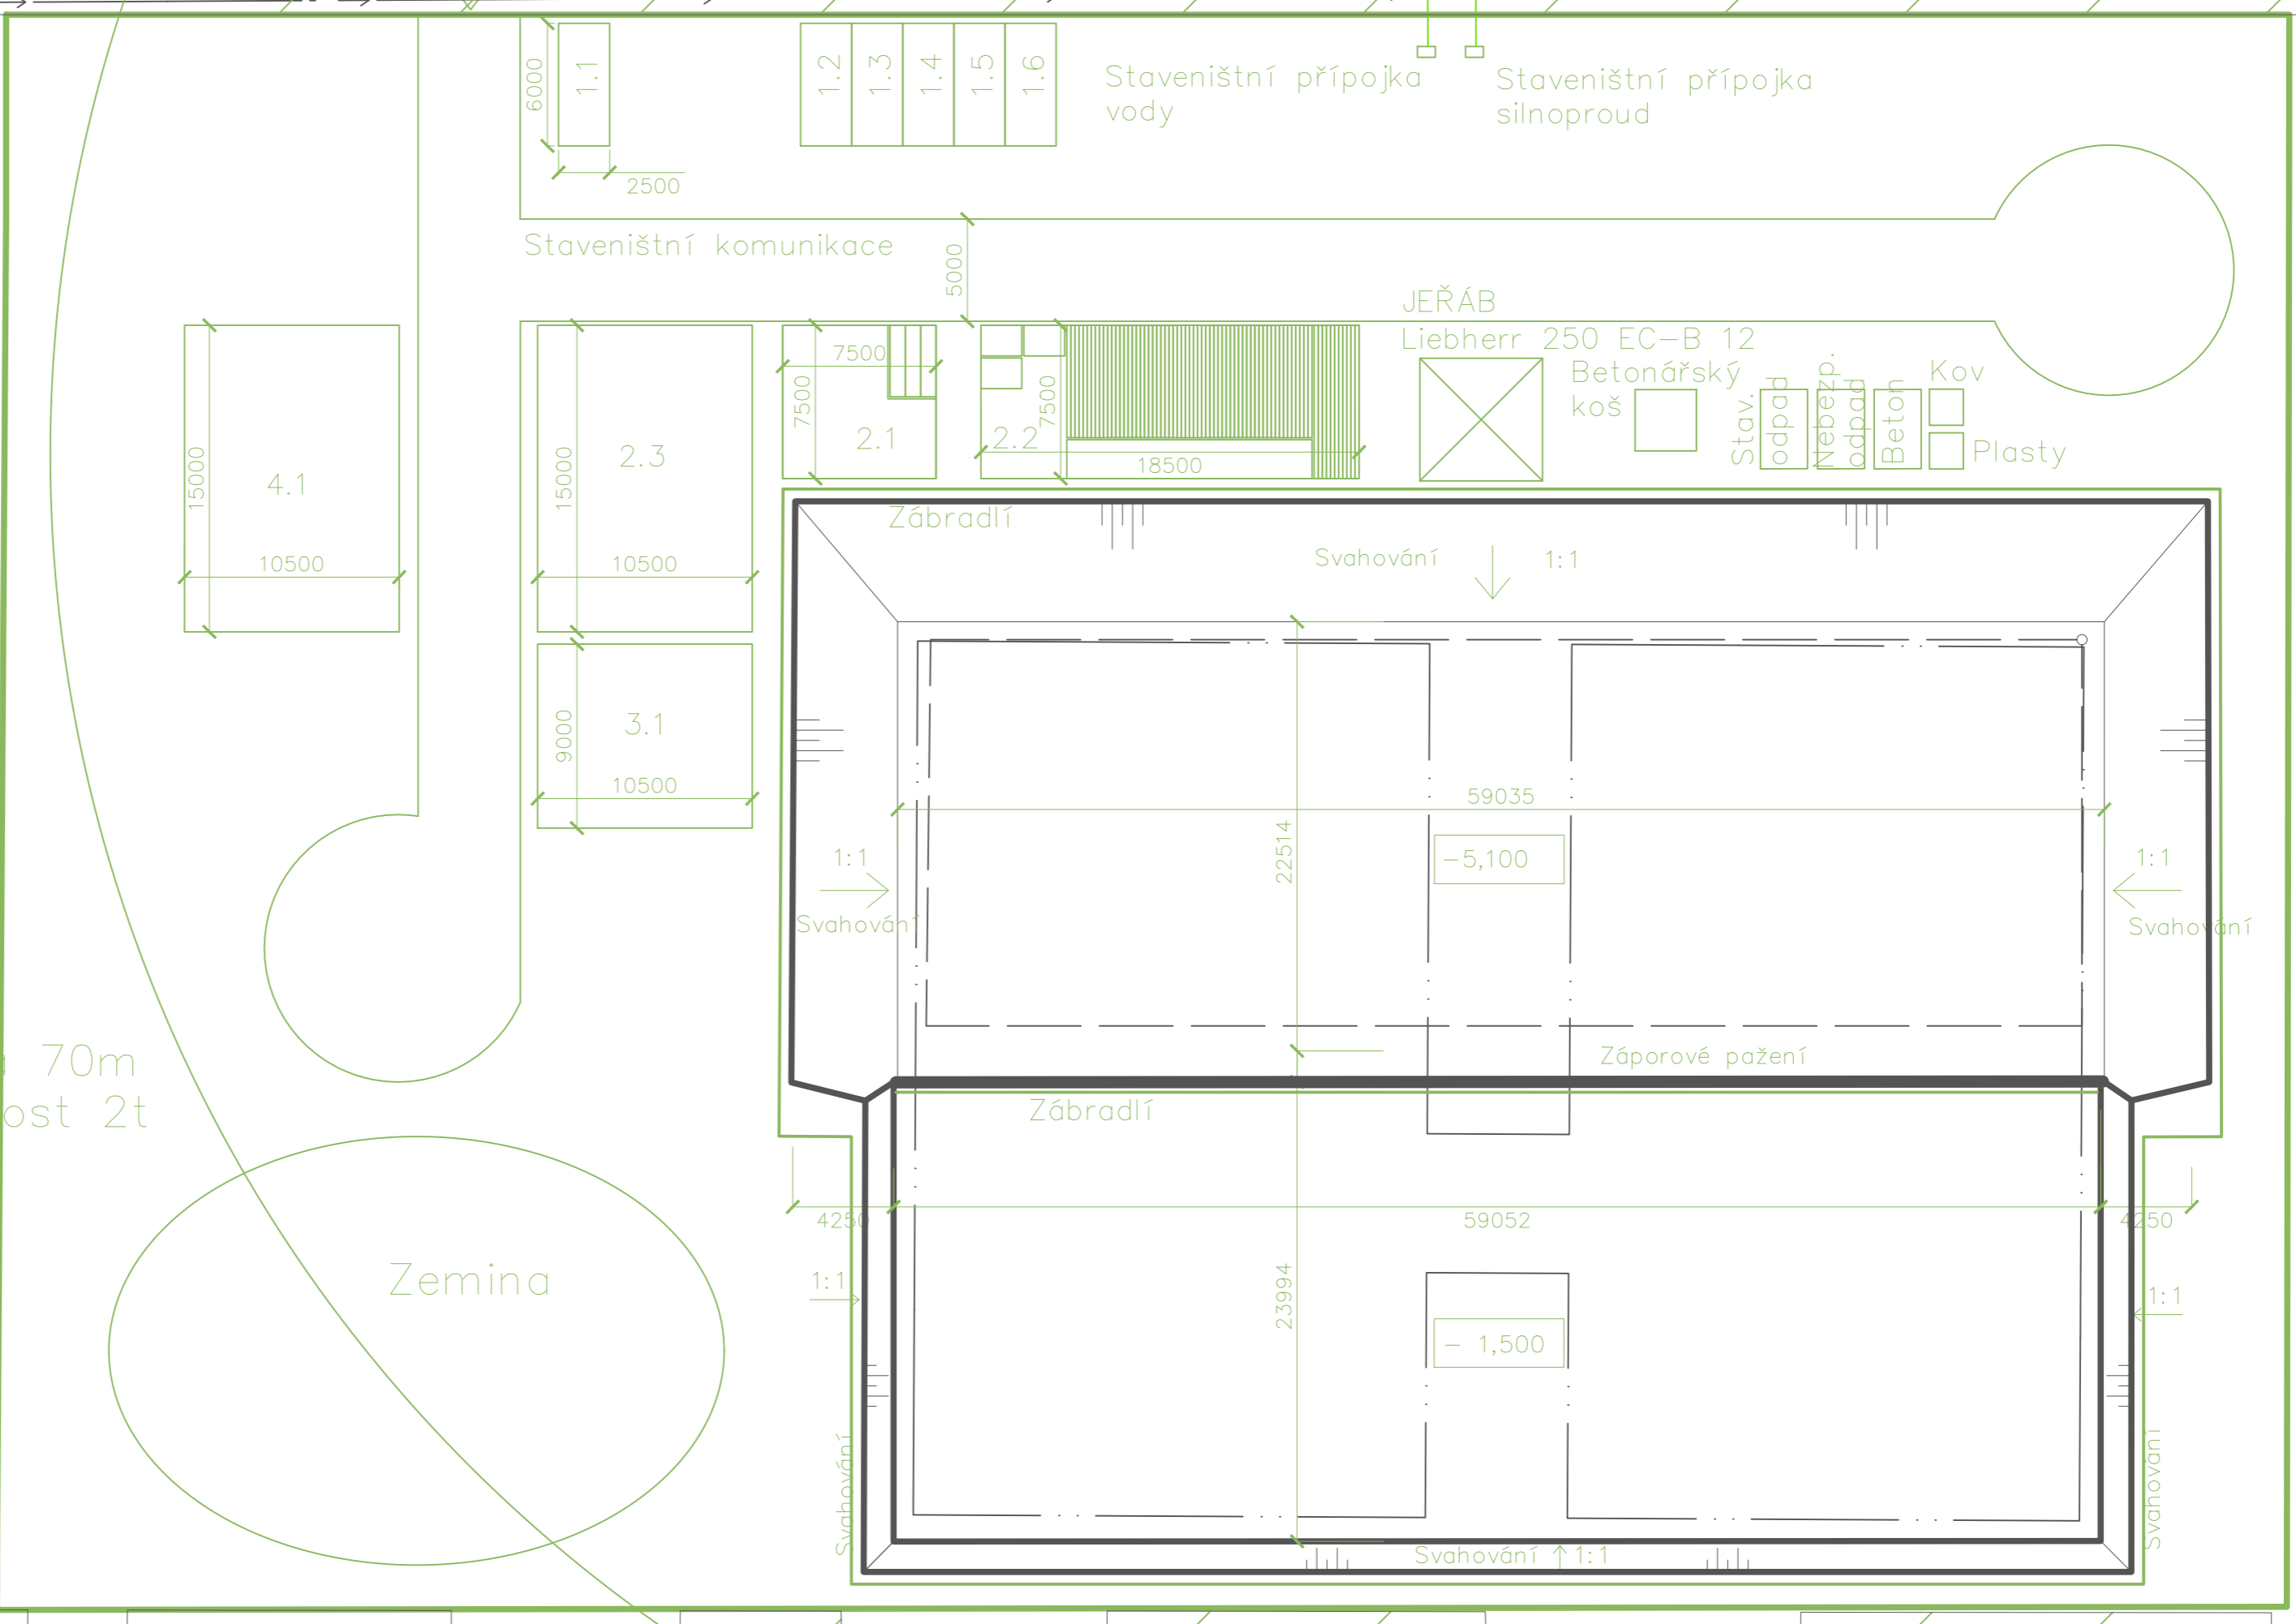 6000
1.1
2500
1.2
1.3
1.4
1.5
1.6
Staveništní přípojka
vody
Staveništní přípojka
silnoproud
Staveništní komunikace
5000
JEŘÁB
Liebherr 250 EC-B 12
Betonářský
koš
Stav.
odpad
Nebezp.
odpad
Beton
Kov
Plasty
15000
4.1
10500
15000
2.3
10500
7500
7500
2.1
7500
2.2
18500
9000
3.1
10500
Zábradlí
Svahování
1:1
59035
22514
-5,100
1:1
Svahování
1:1
Svahování
Záporové pažení
Zábradlí
70m
ost 2t
4250
59052
4250
Zemina
1:1
23994
- 1,500
1:1
Svahování
Svahování
Svahování 1:1